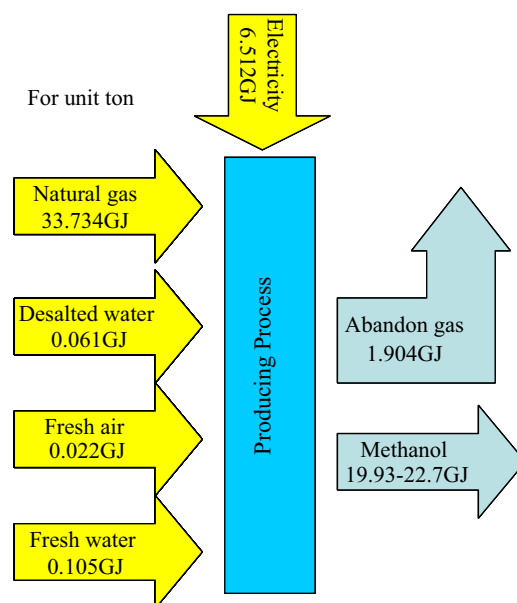 Electricity
6.512GJ
For unit ton
Natural gas
33.734GJ
Desalted water
0.061GJ
Fresh air
0.022GJ
Fresh water
0.105GJ
Producing Process
Abandon gas
1.904GJ
Methanol
19.93-22.7GJ